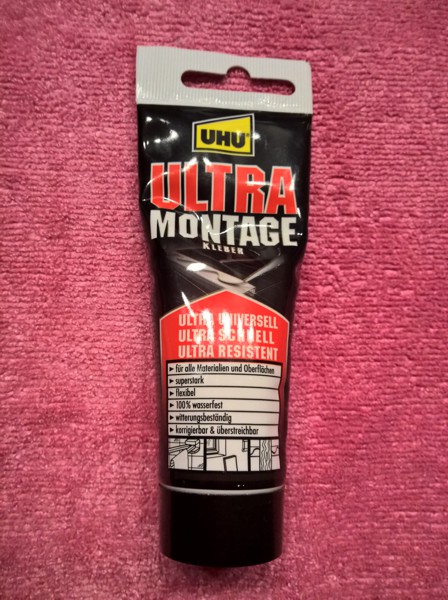 UHU
ULTRA
MONTAGE
KLEBER
ULTRA UNIVERSELL
ULTRA SCHNELL
ULTRA RESISTENT
▸ für alle Materialien und Oberflächen
▸ superstark
▸ flexibel
▸ 100% wasserfest
▸ witterungsbeständig
▸ korrigierbar & überstreichbar